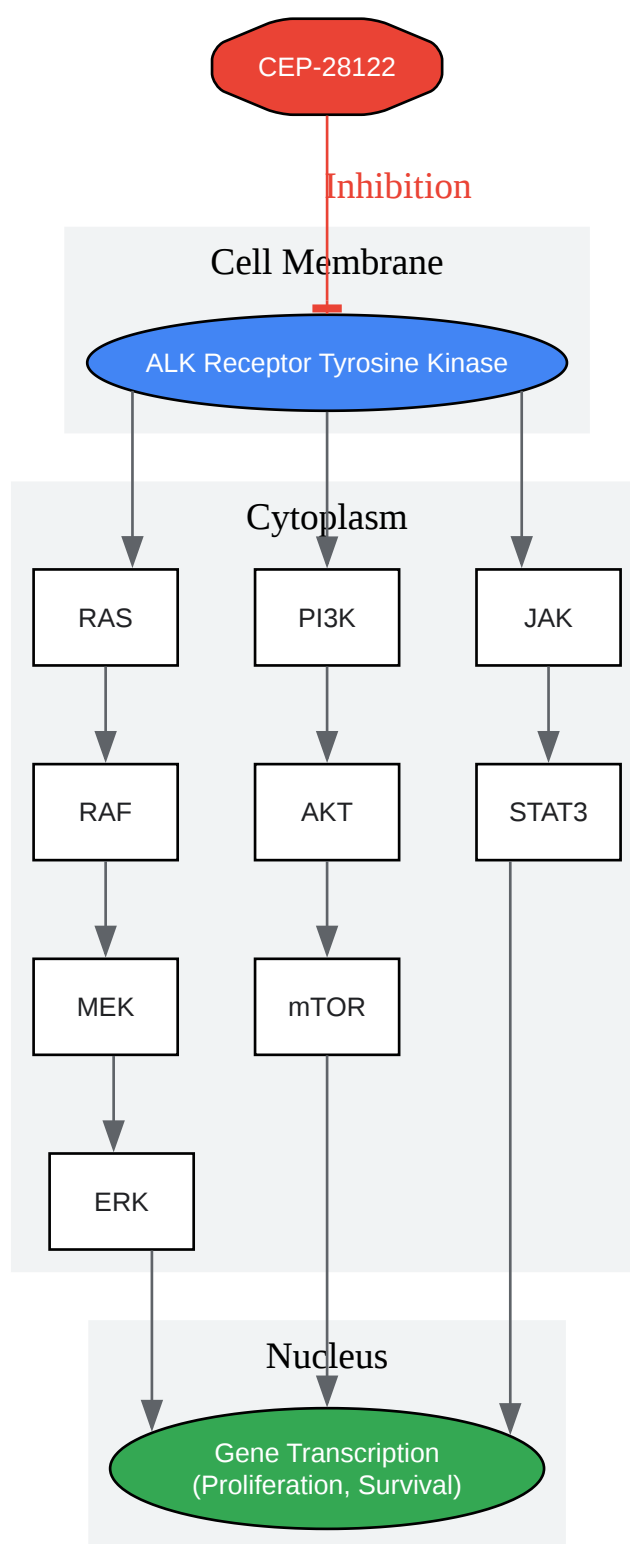 CEP-28122
Inhibition
Cell Membrane
ALK Receptor Tyrosine Kinase
Cytoplasm
RAS
PI3K
JAK
RAF
AKT
STAT3
MEK
mTOR
ERK
Nucleus
Gene Transcription
(Proliferation, Survival)